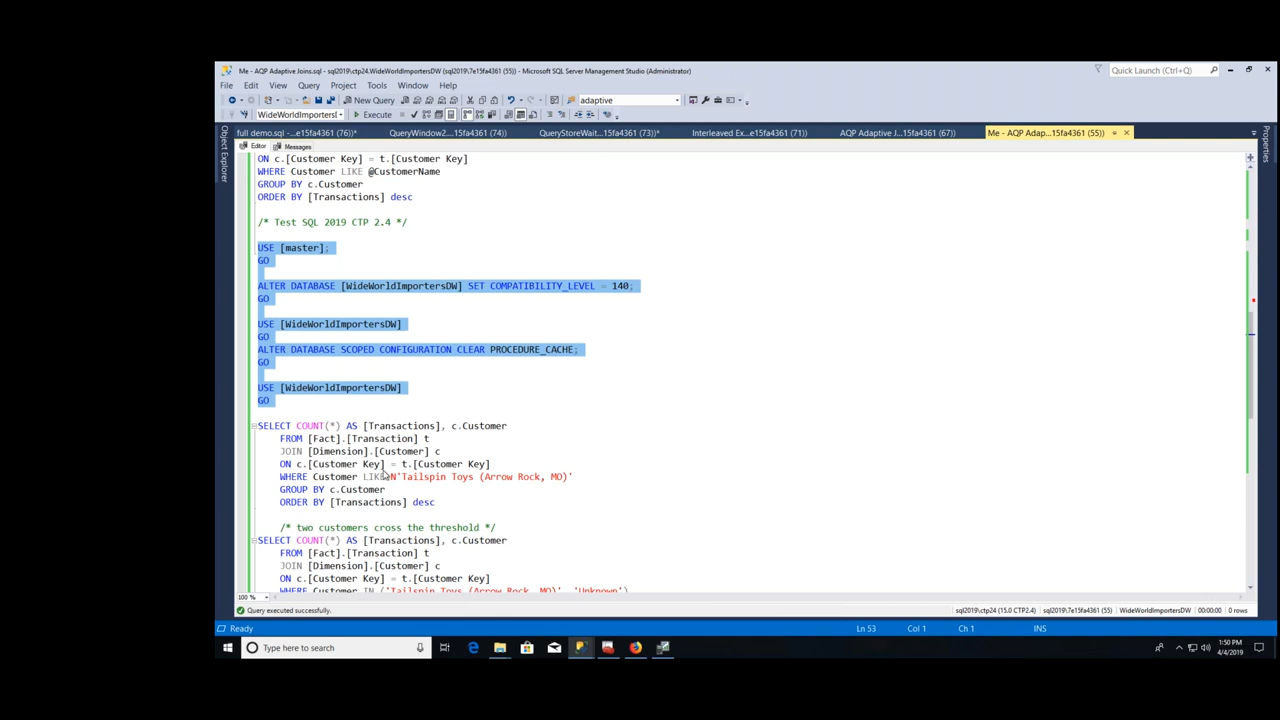 Me - AQP Adaptive Joins.sql - sql2019\ctp24.WideWorldImportersDW (sql2019\7e15fa4361 (55)) - Microsoft SQL Server Management Studio (Administrator)
Quick Launch (Ctrl+Q)
File Edit View Query Project Tools Window Help
New Query adaptive
WideWorldImportersI Execute
full demo.sql -...e15fa4361 (76))* QueryWindow2....15fa4361 (74)) QueryStoreWait...15fa4361 (73))* Interleaved Ex...e15fa4361 (71)) AQP Adaptive J...15fa4361 (67)) Me - AQP Adap...15fa4361 (55))
Object Explorer
Properties
Editor Messages
ON c.[Customer Key] = t.[Customer Key]
WHERE Customer LIKE @CustomerName
GROUP BY c.Customer
ORDER BY [Transactions] desc
/* Test SQL 2019 CTP 2.4 */
USE [master];
GO
ALTER DATABASE [WideWorldImportersDW] SET COMPATIBILITY_LEVEL = 140;
GO
USE [WideWorldImportersDW]
GO
ALTER DATABASE SCOPED CONFIGURATION CLEAR PROCEDURE_CACHE;
GO
USE [WideWorldImportersDW]
GO
SELECT COUNT(*) AS [Transactions], c.Customer
FROM [Fact].[Transaction] t
JOIN [Dimension].[Customer] c
ON c.[Customer Key] = t.[Customer Key]
WHERE Customer LIKE N'Tailspin Toys (Arrow Rock, MO)'
GROUP BY c.Customer
ORDER BY [Transactions] desc
/* two customers cross the threshold */
SELECT COUNT(*) AS [Transactions], c.Customer
FROM [Fact].[Transaction] t
JOIN [Dimension].[Customer] c
ON c.[Customer Key] = t.[Customer Key]
WHERE Customer IN ('Tailspin Toys (Arrow Rock, MO)', 'Unknown')
100 %
Query executed successfully. sql2019\ctp24 (15.0 CTP2.4) sql2019\7e15fa4361 (55) WideWorldImportersDW 00:00:00 0 rows
Ready Ln 53 Col 1 Ch 1 INS
Type here to search
1:50 PM
4/4/2019